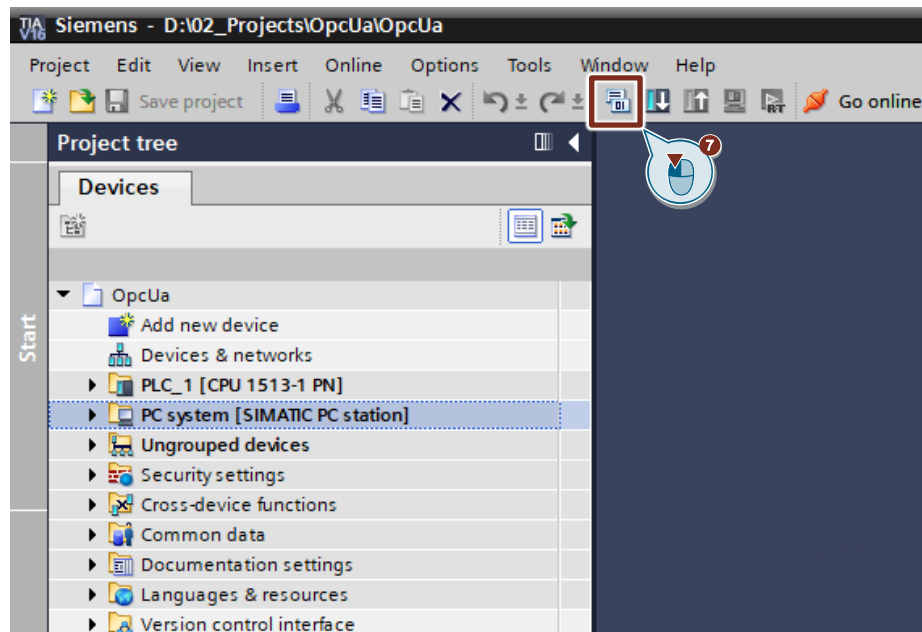 TIA V16 Siemens - D:\02_Projects\OpcUa\OpcUa
Project Edit View Insert Online Options Tools Window Help
Save project Go online
Project tree
7
Devices
OpcUa
Add new device
Devices & networks
PLC_1 [CPU 1513-1 PN]
PC system [SIMATIC PC station]
Ungrouped devices
Security settings
Cross-device functions
Common data
Documentation settings
Languages & resources
Version control interface
Start